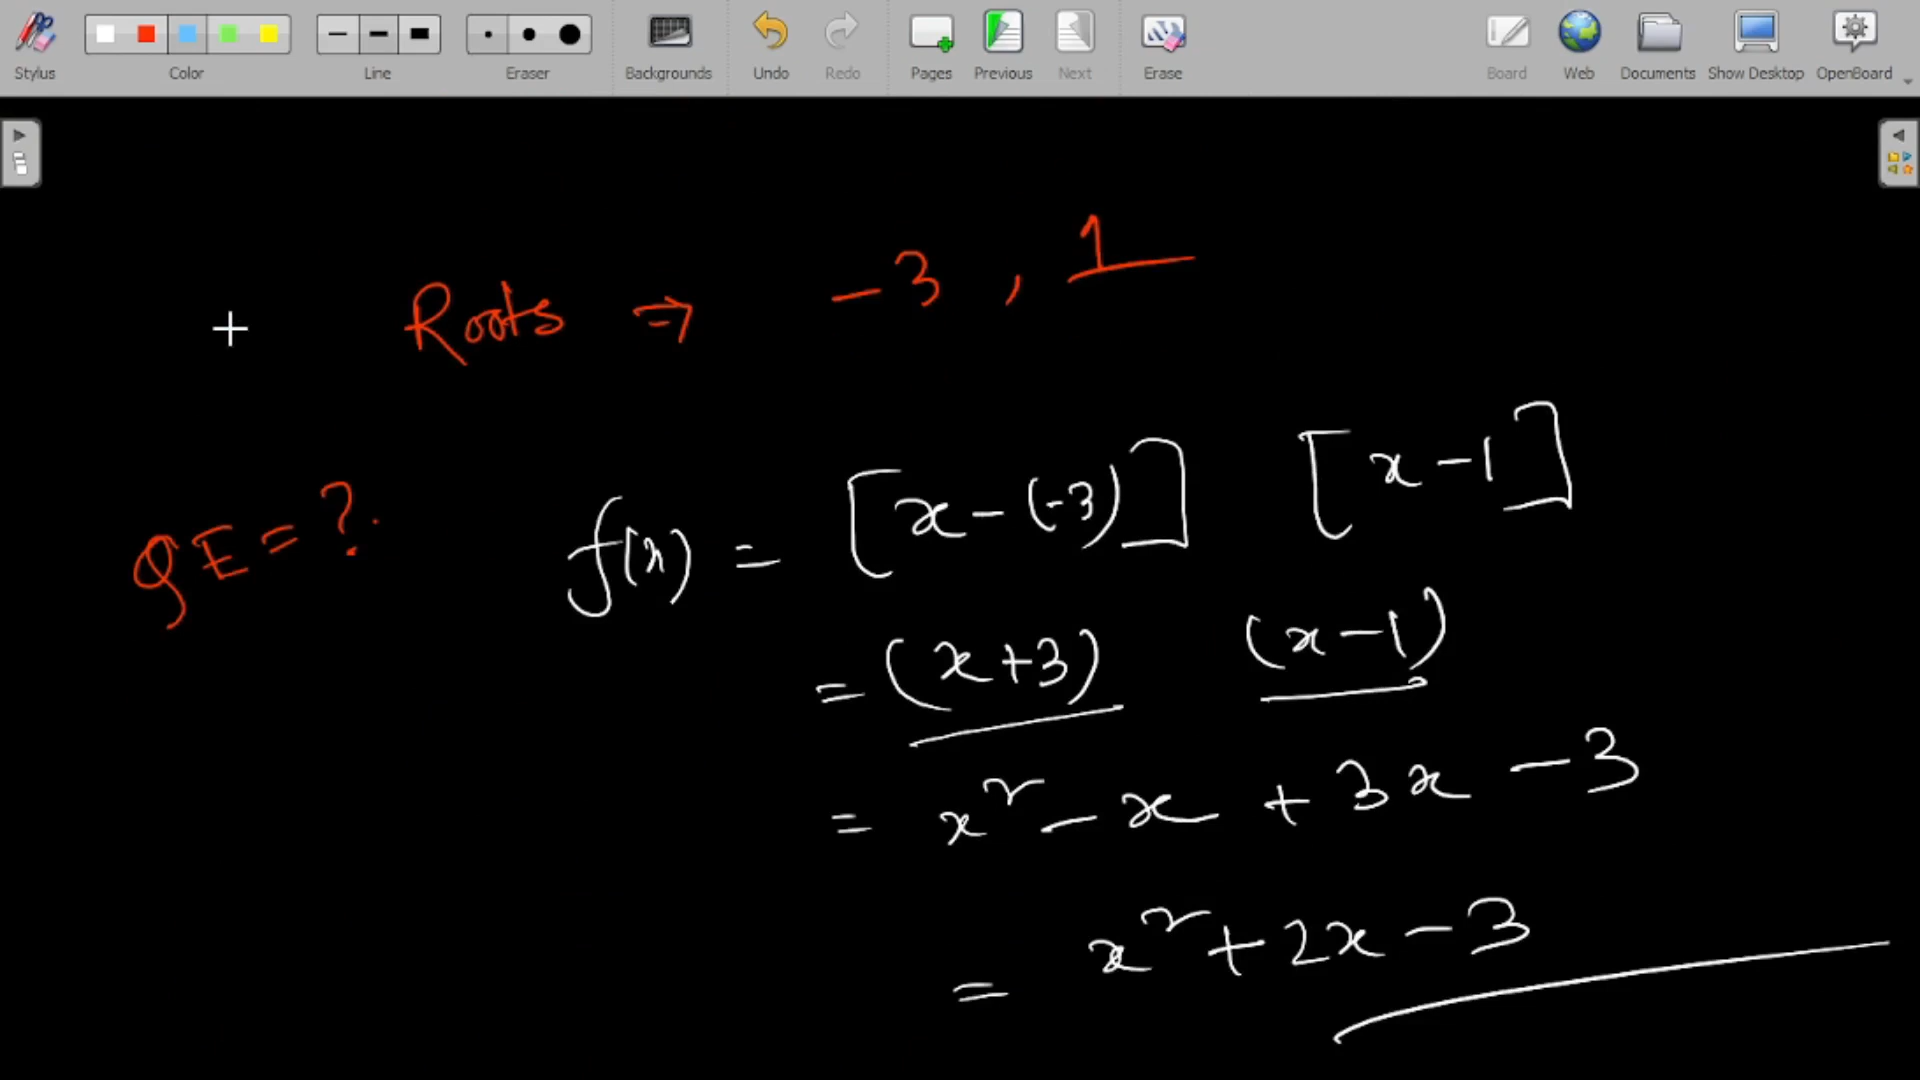 Stylus Color Line Eraser Backgrounds Undo Redo Pages Previous Next Erase Board Web Documents Show Desktop OpenBoard
Roots ⇒ -3 , 1
QE = ?
f(x) = [x-(-3)] [x-1]
= (x+3) (x-1)
= x² - x + 3x - 3
= x² + 2x - 3